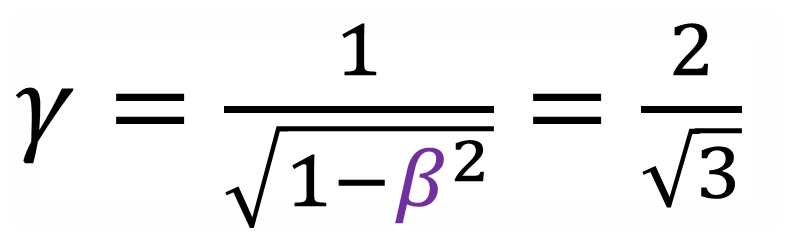 γ = 1/√(1−β²) = 2/√3